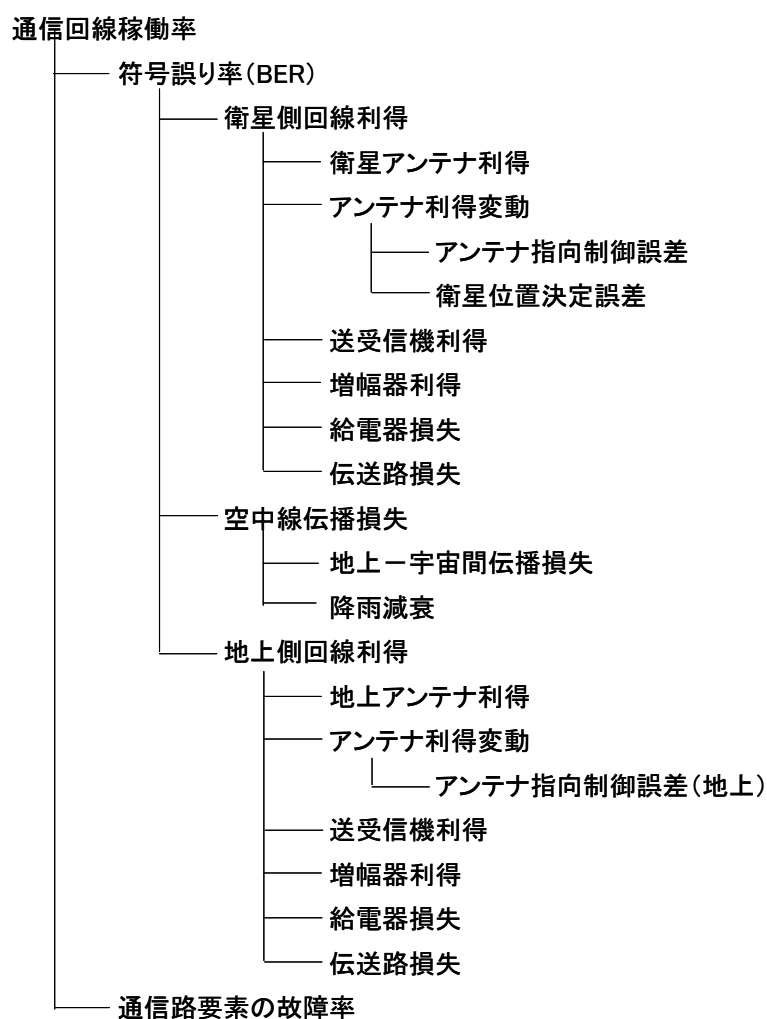 通信回線稼働率
符号誤り率(BER)
衛星側回線利得
衛星アンテナ利得
アンテナ利得変動
アンテナ指向制御誤差
衛星位置決定誤差
送受信機利得
増幅器利得
給電器損失
伝送路損失
空中線伝播損失
地上－宇宙間伝播損失
降雨減衰
地上側回線利得
地上アンテナ利得
アンテナ利得変動
アンテナ指向制御誤差(地上)
送受信機利得
増幅器利得
給電器損失
伝送路損失
通信路要素の故障率